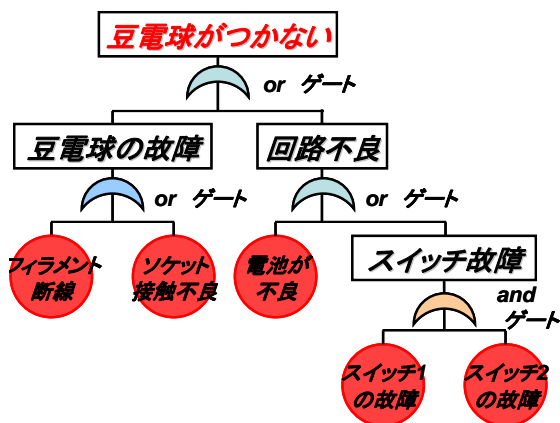 豆電球がつかない
or ゲート
豆電球の故障
回路不良
or ゲート
or ゲート
フィラメント
断線
ソケット
接触不良
電池が
不良
スイッチ故障
and
ゲート
スイッチ1
の故障
スイッチ2
の故障